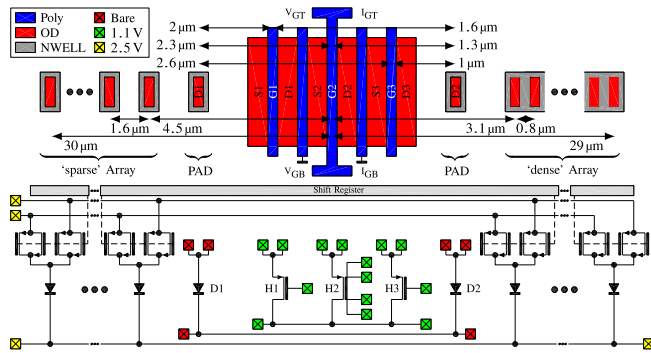 Poly
OD
NWELL
Bare
1.1 V
2.5 V
V_GT
I_GT
2 µm
1.6 µm
2.3 µm
1.3 µm
2.6 µm
1 µm
D1
S1
G1
D1
S2
G2
D2
S3
G3
D3
D2
1.6 µm
4.5 µm
3.1 µm
0.8 µm
30 µm
29 µm
V_GB
I_GB
'sparse' Array
PAD
PAD
'dense' Array
Shift Register
D1
H1
H2
H3
D2